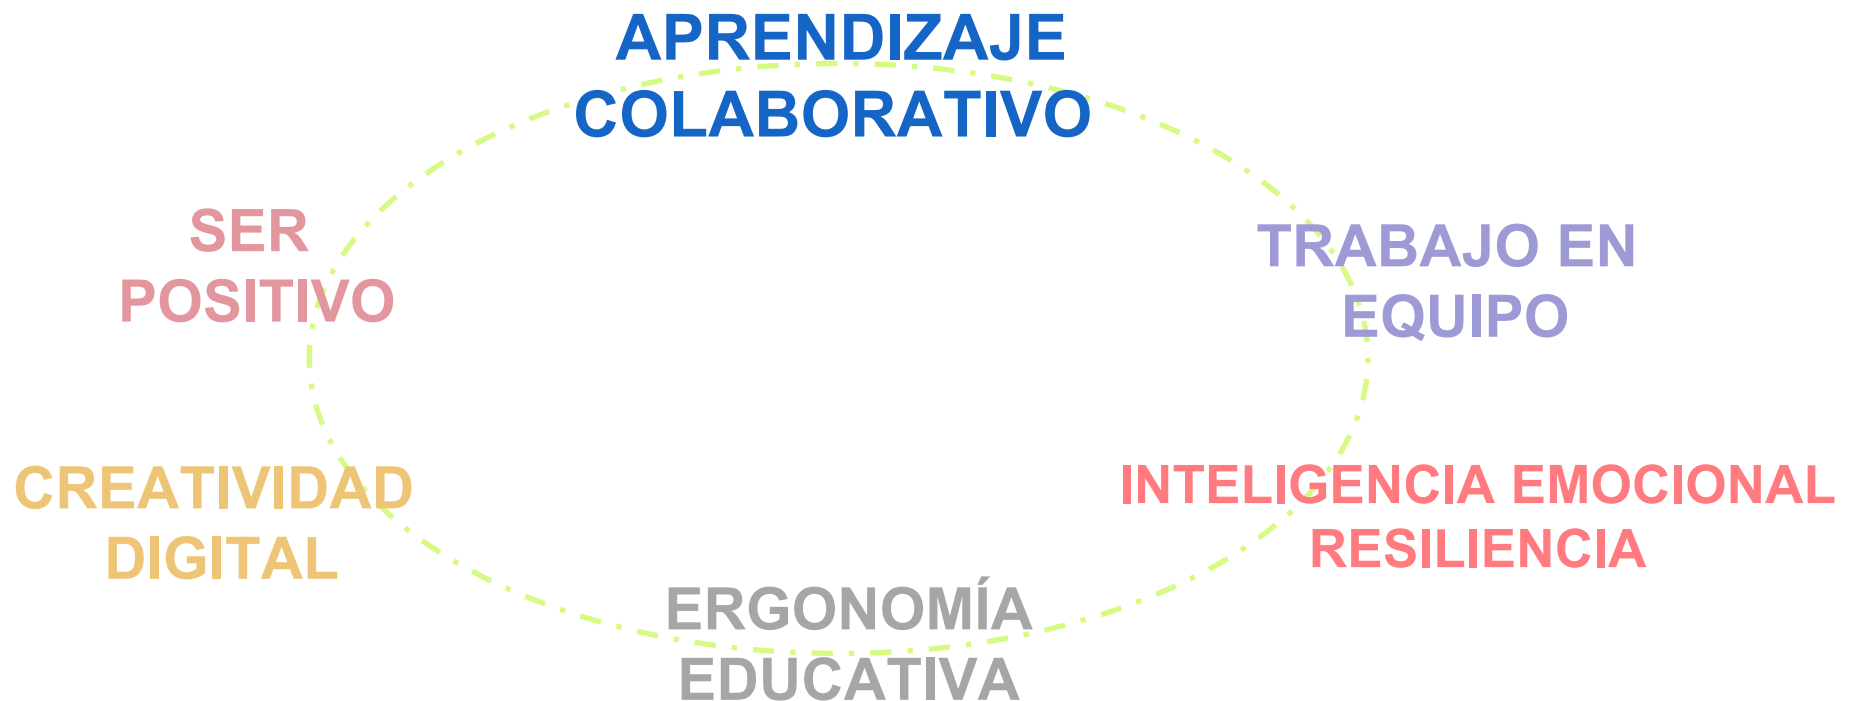 APRENDIZAJE
COLABORATIVO
SER
POSITIVO
TRABAJO EN
EQUIPO
CREATIVIDAD
DIGITAL
INTELIGENCIA EMOCIONAL
RESILIENCIA
ERGONOMÍA
EDUCATIVA